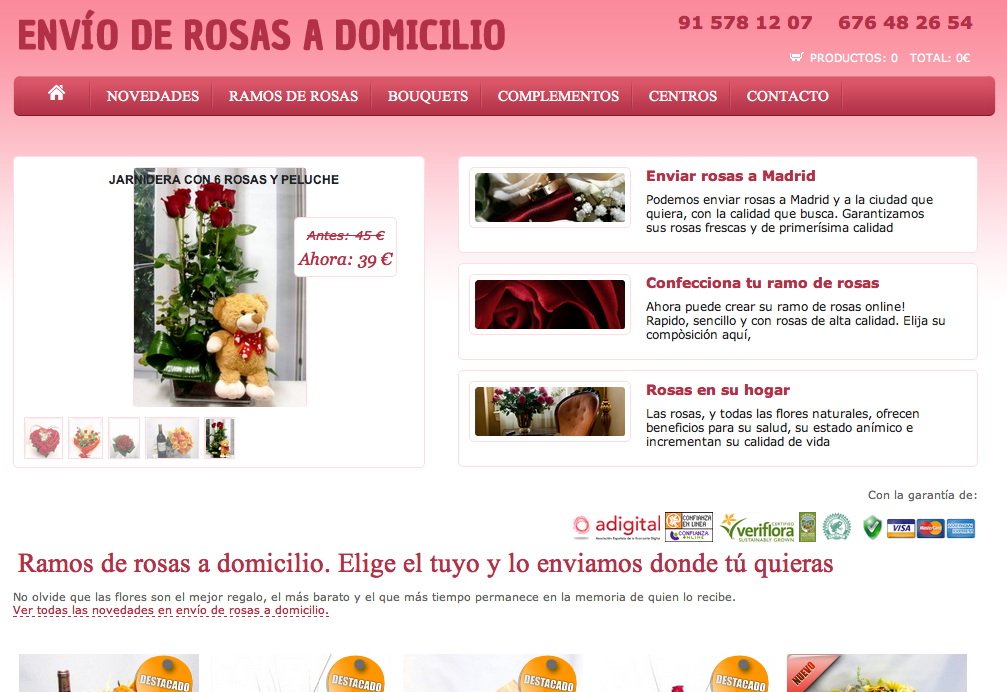 ENVÍO DE ROSAS A DOMICILIO
91 578 12 07 676 48 26 54
PRODUCTOS: 0 TOTAL: 0€
NOVEDADES RAMOS DE ROSAS BOUQUETS COMPLEMENTOS CENTROS CONTACTO
JARNIDERA CON 6 ROSAS Y PELUCHE
Antes: 45 €
Ahora: 39 €
Enviar rosas a Madrid
Podemos enviar rosas a Madrid y a la ciudad que
quiera, con la calidad que busca. Garantizamos
sus rosas frescas y de primerísima calidad
Confecciona tu ramo de rosas
Ahora puede crear su ramo de rosas online!
Rapido, sencillo y con rosas de alta calidad. Elija su
compòsición aquí,
Rosas en su hogar
Las rosas, y todas las flores naturales, ofrecen
beneficios para su salud, su estado anímico e
incrementan su calidad de vida
Con la garantía de:
adigital
Asociación Española de la Economía Digital
CONFIANZA
EN LINEA
CONFIANZA
ONLINE
CERTIFIED
veriflora
SUSTAINABLY GROWN
VISA
MasterCard
AMERICAN
EXPRESS
Ramos de rosas a domicilio. Elige el tuyo y lo enviamos donde tú quieras
No olvide que las flores son el mejor regalo, el más barato y el que más tiempo permanece en la memoria de quien lo recibe.
Ver todas las novedades en envío de rosas a domicilio.
DESTACADO
DESTACADO
DESTACADO
DESTACADO
NUEVO